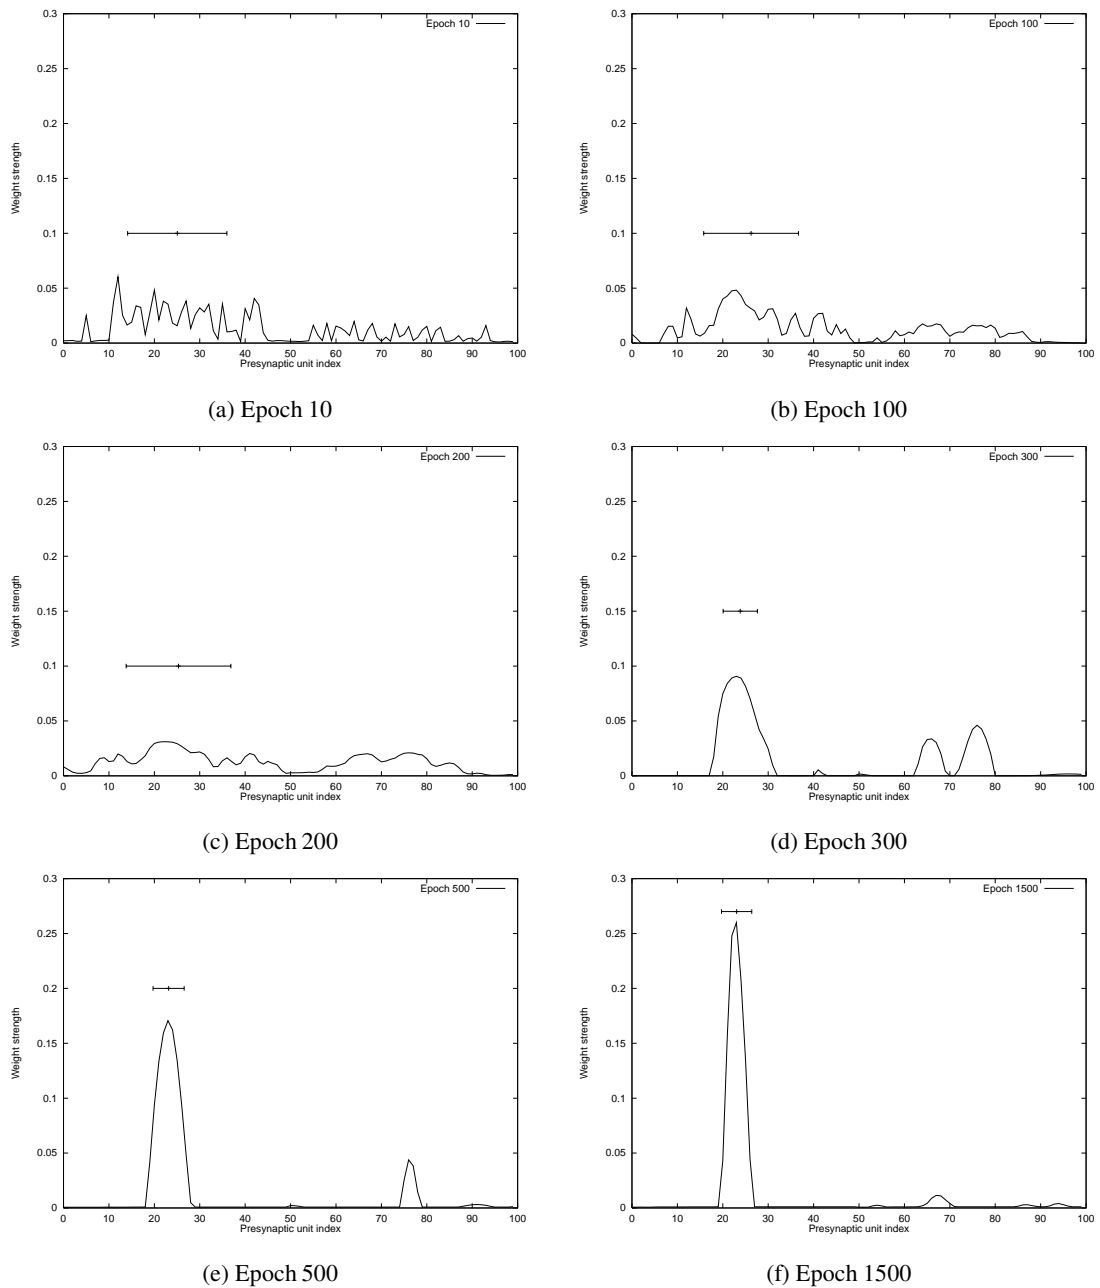 0.3
Epoch 10
0.25
0.2
0.15
0.1
0.05
0
Weight strength
0 10 20 30 40 50 60 70 80 90 100
Presynaptic unit index
(a) Epoch 10
0.3
Epoch 100
0.25
0.2
0.15
0.1
0.05
0
Weight strength
0 10 20 30 40 50 60 70 80 90 100
Presynaptic unit index
(b) Epoch 100
0.3
Epoch 200
0.25
0.2
0.15
0.1
0.05
0
Weight strength
0 10 20 30 40 50 60 70 80 90 100
Presynaptic unit index
(c) Epoch 200
0.3
Epoch 300
0.25
0.2
0.15
0.1
0.05
0
Weight strength
0 10 20 30 40 50 60 70 80 90 100
Presynaptic unit index
(d) Epoch 300
0.3
Epoch 500
0.25
0.2
0.15
0.1
0.05
0
Weight strength
0 10 20 30 40 50 60 70 80 90 100
Presynaptic unit index
(e) Epoch 500
0.3
Epoch 1500
0.25
0.2
0.15
0.1
0.05
0
Weight strength
0 10 20 30 40 50 60 70 80 90 100
Presynaptic unit index
(f) Epoch 1500